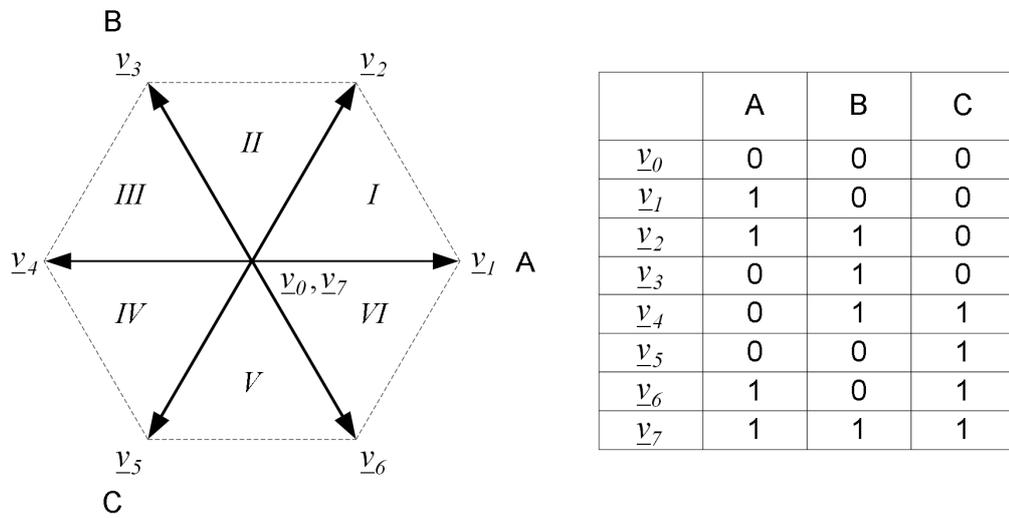 B
v3 v2
II
III I
v4 v1 A
v0, v7
IV VI
V
v5 v6
C
A B C
v0 0 0 0
v1 1 0 0
v2 1 1 0
v3 0 1 0
v4 0 1 1
v5 0 0 1
v6 1 0 1
v7 1 1 1